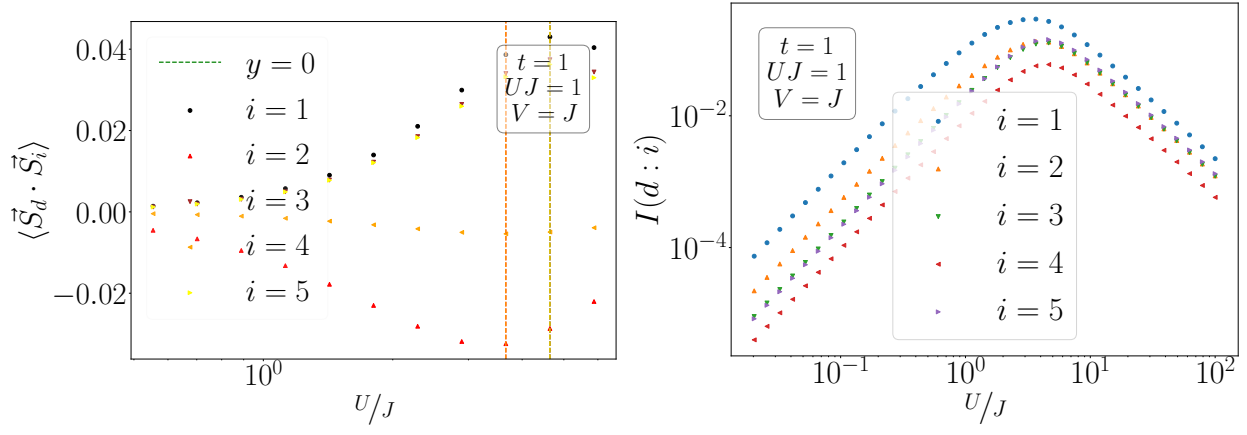 0.04
0.02
0.00
−0.02
⟨S⃗_d · S⃗_i⟩
y = 0
i = 1
i = 2
i = 3
i = 4
i = 5
t = 1
UJ = 1
V = J
10^0
U/J
10^−2
10^−4
I(d : i)
t = 1
UJ = 1
V = J
i = 1
i = 2
i = 3
i = 4
i = 5
10^−1
10^0
10^1
10^2
U/J